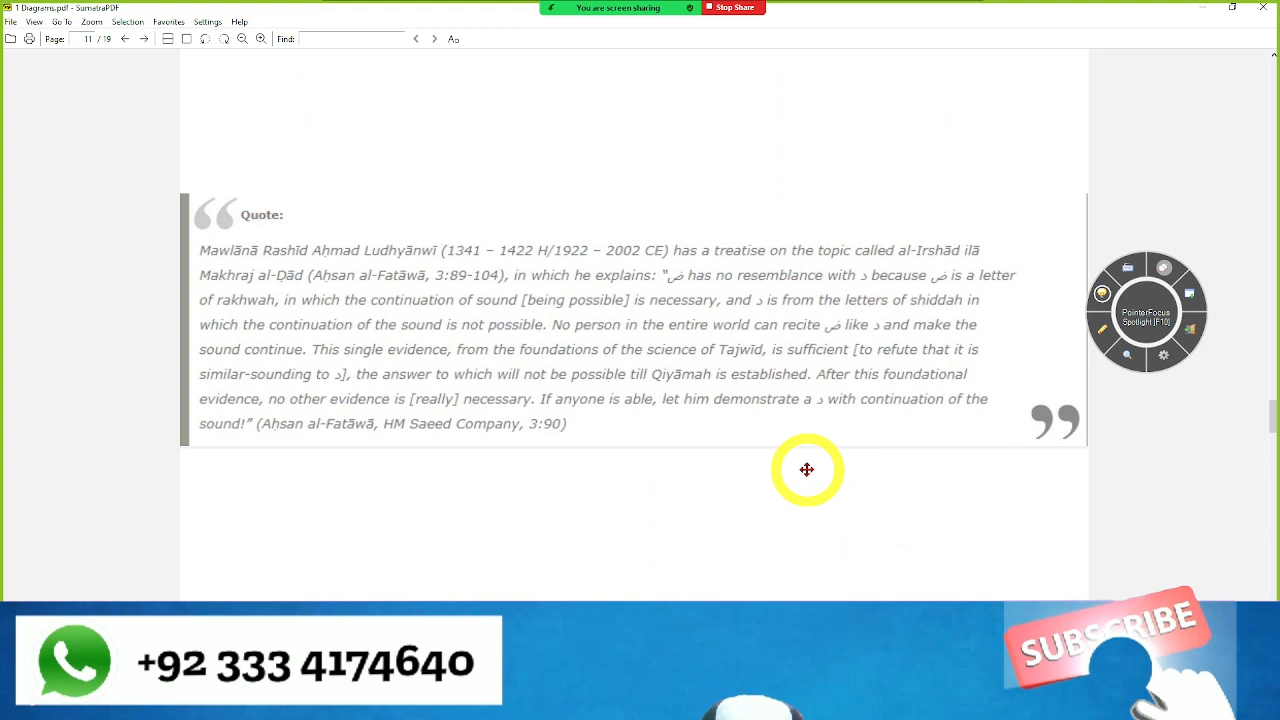 1 Diagrams.pdf - SumatraPDF
You are screen sharing
Stop Share
File View Go To Zoom Selection Favorites Settings Help
Page: 11 / 19 Find: Aa
Quote:
Mawlānā Rashīd Aḥmad Ludhyānwī (1341 – 1422 H/1922 – 2002 CE) has a treatise on the topic called al-Irshād ilā
Makhraj al-Ḍād (Aḥsan al-Fatāwā, 3:89-104), in which he explains: “ض has no resemblance with د because ض is a letter
of rakhwah, in which the continuation of sound [being possible] is necessary, and د is from the letters of shiddah in
which the continuation of the sound is not possible. No person in the entire world can recite ض like د and make the
sound continue. This single evidence, from the foundations of the science of Tajwīd, is sufficient [to refute that it is
similar-sounding to د], the answer to which will not be possible till Qiyāmah is established. After this foundational
evidence, no other evidence is [really] necessary. If anyone is able, let him demonstrate a د with continuation of the
sound!” (Aḥsan al-Fatāwā, HM Saeed Company, 3:90)
PointerFocus
Spotlight [F10]
+92 333 4174640
SUBSCRIBE